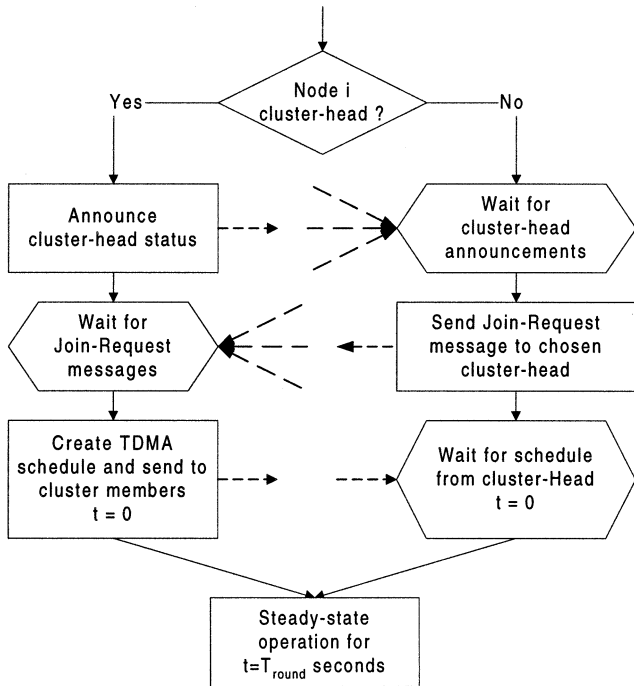 Node i
cluster-head ?
Yes
No
Announce
cluster-head status
Wait for
cluster-head
announcements
Wait for
Join-Request
messages
Send Join-Request
message to chosen
cluster-head
Create TDMA
schedule and send to
cluster members
t = 0
Wait for schedule
from cluster-Head
t = 0
Steady-state
operation for
t=Tround seconds